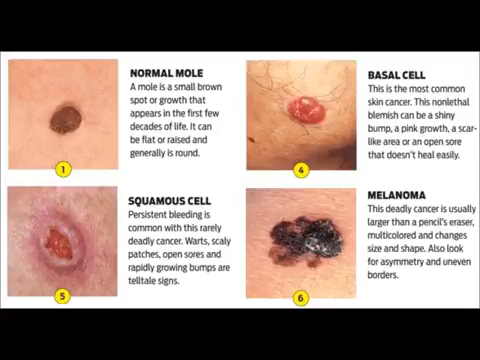 NORMAL MOLE
A mole is a small brown
spot or growth that
appears in the first few
decades of life. It can
be flat or raised and
generally is round.
1
BASAL CELL
This is the most common
skin cancer. This nonlethal
blemish can be a shiny
bump, a pink growth, a scar-
like area or an open sore
that doesn't heal easily.
4
SQUAMOUS CELL
Persistent bleeding is
common with this rarely
deadly cancer. Warts, scaly
patches, open sores and
rapidly growing bumps are
telltale signs.
5
MELANOMA
This deadly cancer is usually
larger than a pencil's eraser,
multicolored and changes
size and shape. Also look
for asymmetry and uneven
borders.
6